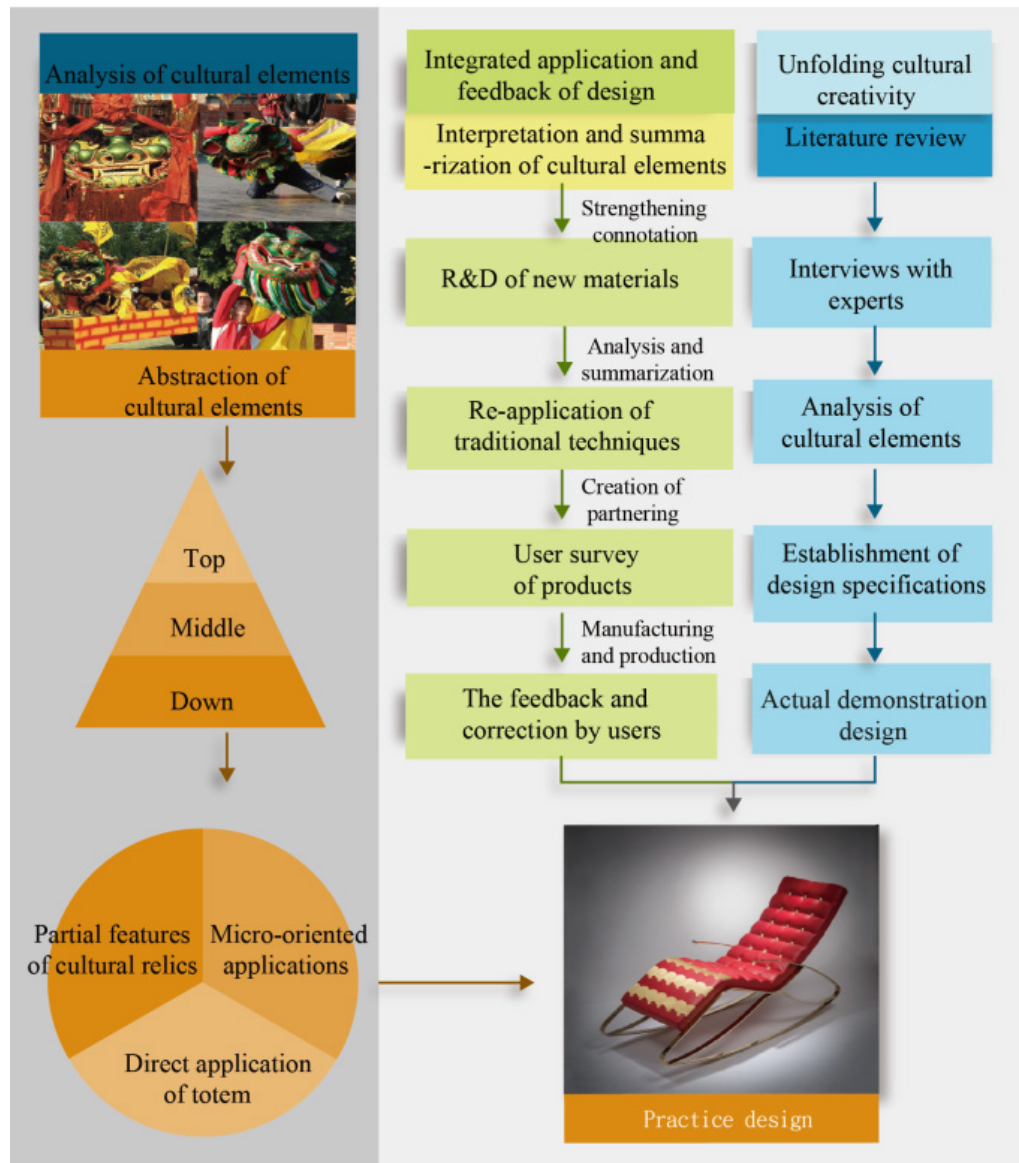 Analysis of cultural elements
Abstraction of
cultural elements
Top
Middle
Down
Partial features
of cultural relics
Micro-oriented
applications
Direct application
of totem
Integrated application and
feedback of design
Interpretation and summa
-rization of cultural elements
Strengthening
connotation
R&D of new materials
Analysis and
summarization
Re-application of
traditional techniques
Creation of
partnering
User survey
of products
Manufacturing
and production
The feedback and
correction by users
Unfolding cultural
creativity
Literature review
Interviews with
experts
Analysis of
cultural elements
Establishment of
design specifications
Actual demonstration
design
Practice design